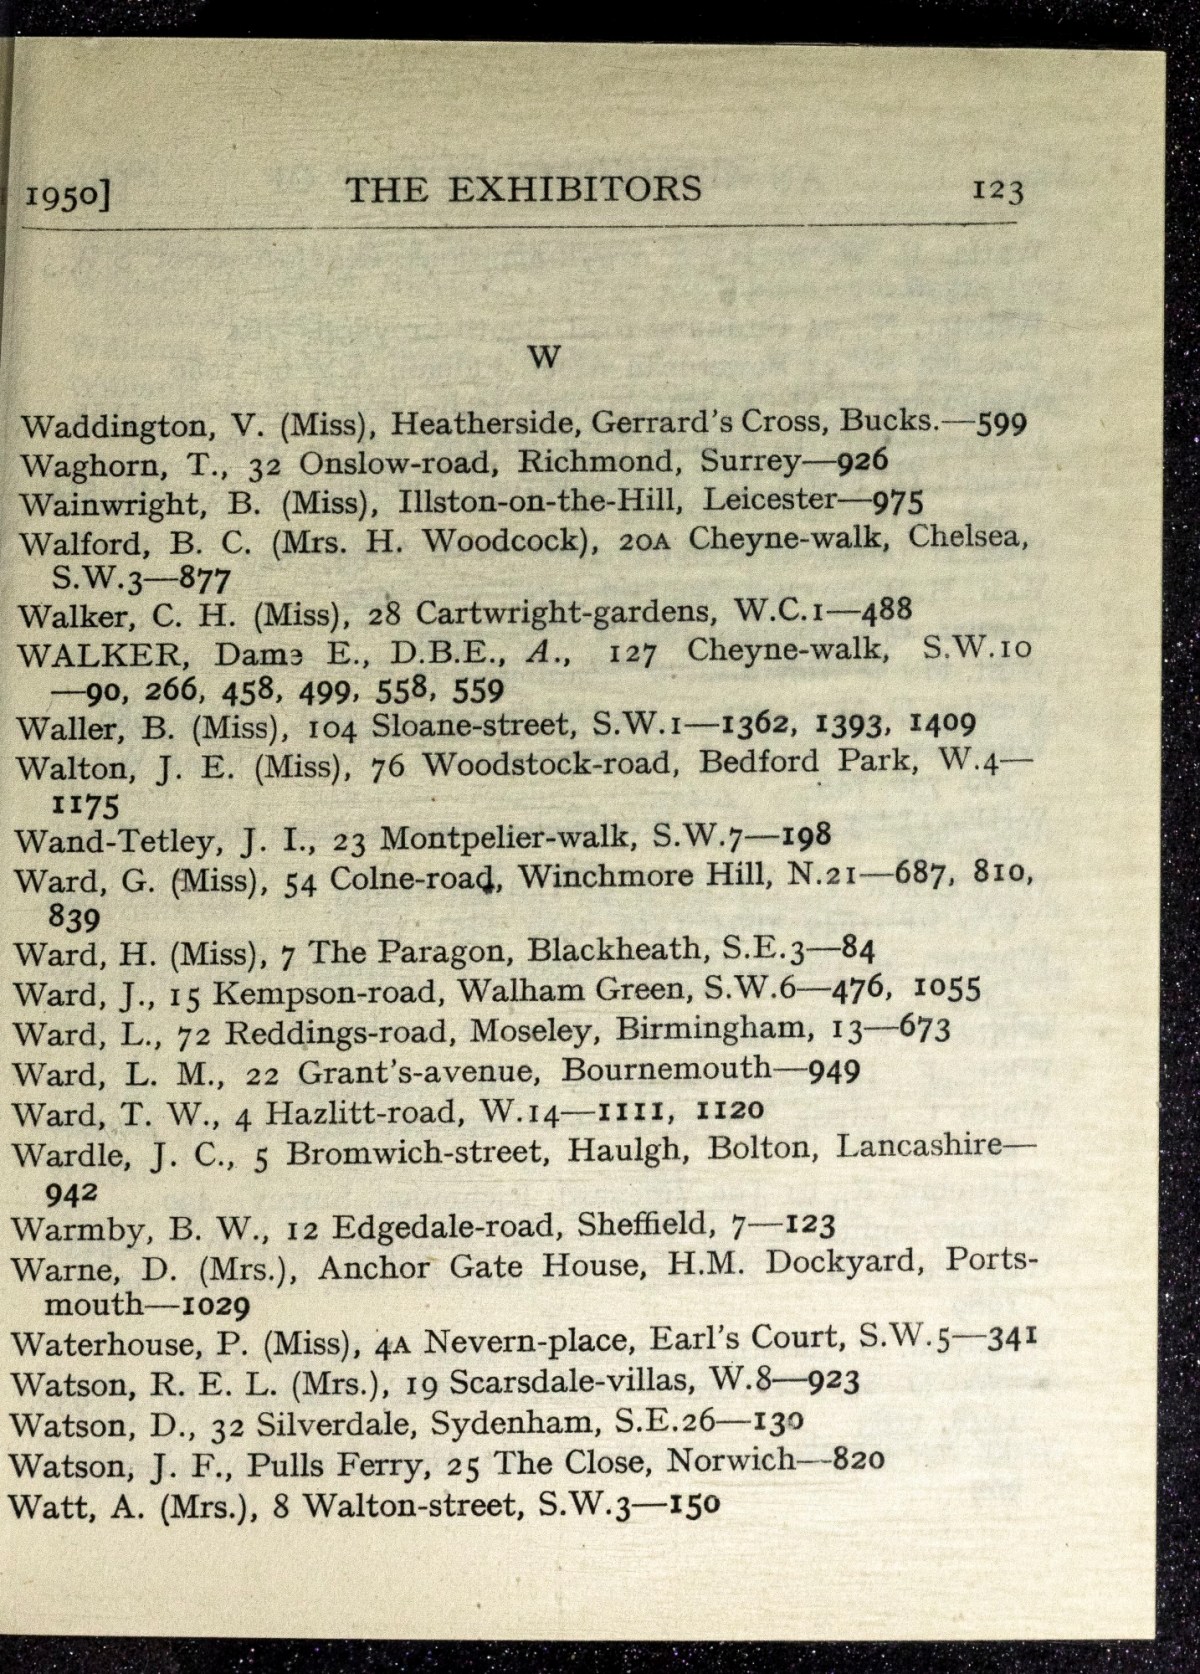 1950]
THE EXHIBITORS
123
W
Waddington, V. (Miss), Heatherside, Gerrard's Cross, Bucks.—599
Waghorn, T., 32 Onslow-road, Richmond, Surrey—926
Wainwright, B. (Miss), Illston-on-the-Hill, Leicester—975
Walford, B. C. (Mrs. H. Woodcock), 20A Cheyne-walk, Chelsea,
S.W.3—877
Walker, C. H. (Miss), 28 Cartwright-gardens, W.C.1—488
WALKER, Dame E., D.B.E., A., 127 Cheyne-walk, S.W.10
—90, 266, 458, 499, 558, 559
Waller, B. (Miss), 104 Sloane-street, S.W.1—1362, 1393, 1409
Walton, J. E. (Miss), 76 Woodstock-road, Bedford Park, W.4—
1175
Wand-Tetley, J. I., 23 Montpelier-walk, S.W.7—198
Ward, G. (Miss), 54 Colne-road, Winchmore Hill, N.21—687, 810,
839
Ward, H. (Miss), 7 The Paragon, Blackheath, S.E.3—84
Ward, J., 15 Kempson-road, Walham Green, S.W.6—476, 1055
Ward, L., 72 Reddings-road, Moseley, Birmingham, 13—673
Ward, L. M., 22 Grant's-avenue, Bournemouth—949
Ward, T. W., 4 Hazlitt-road, W.14—1111, 1120
Wardle, J. C., 5 Bromwich-street, Haulgh, Bolton, Lancashire—
942
Warmby, B. W., 12 Edgedale-road, Sheffield, 7—123
Warne, D. (Mrs.), Anchor Gate House, H.M. Dockyard, Ports-
mouth—1029
Waterhouse, P. (Miss), 4A Nevern-place, Earl's Court, S.W.5—341
Watson, R. E. L. (Mrs.), 19 Scarsdale-villas, W.8—923
Watson, D., 32 Silverdale, Sydenham, S.E.26—130
Watson, J. F., Pulls Ferry, 25 The Close, Norwich—820
Watt, A. (Mrs.), 8 Walton-street, S.W.3—150